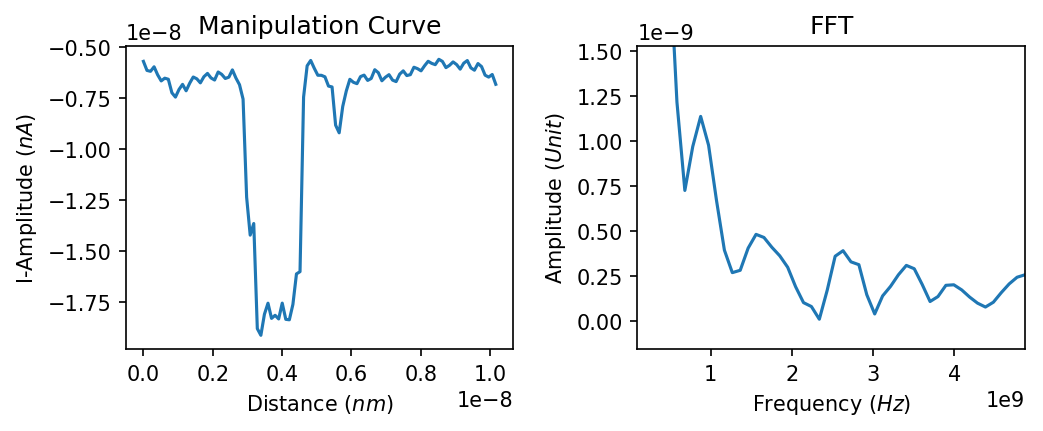 Manipulation Curve
1e−8
−0.50
−0.75
−1.00
−1.25
−1.50
−1.75
I-Amplitude (nA)
0.0 0.2 0.4 0.6 0.8 1.0
1e−8
Distance (nm)
FFT
1e−9
1.50
1.25
1.00
0.75
0.50
0.25
0.00
Amplitude (Unit)
1 2 3 4
1e9
Frequency (Hz)